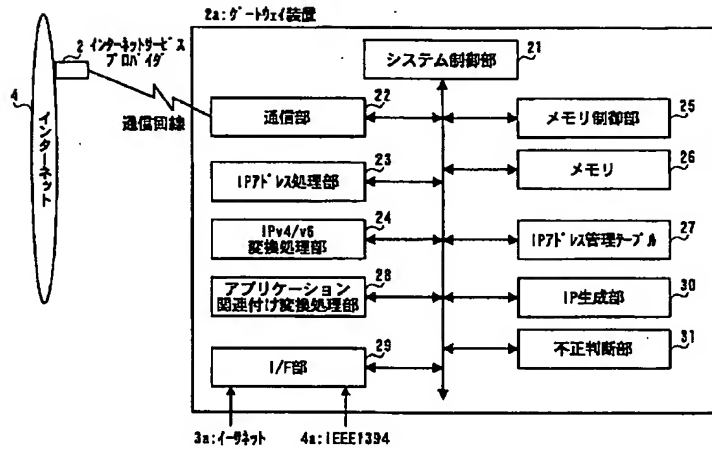 2a:ゲートウェイ装置
2 インターネットサービス
プロバイダ
4
インターネット
通信回線
システム制御部
21
通信部
22
メモリ制御部
25
IPアドレス処理部
23
メモリ
26
IPv4/v6
変換処理部
24
IPアドレス管理テーブル
27
アプリケーション
関連付け変換処理部
28
IP生成部
30
I/F部
29
不正判断部
31
3a:イーサネット
4a:IEEE1394